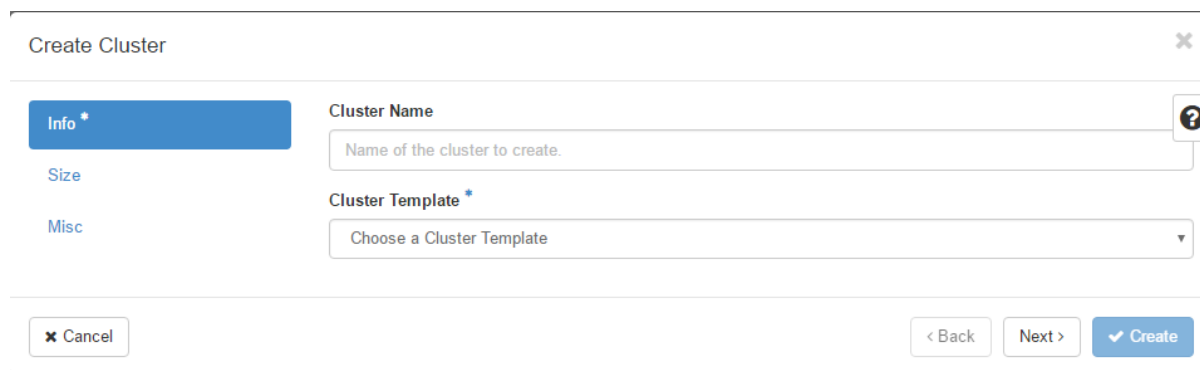 Create Cluster
Info *
Size
Misc
Cluster Name
Name of the cluster to create.
Cluster Template *
Choose a Cluster Template
Cancel
< Back
Next >
Create